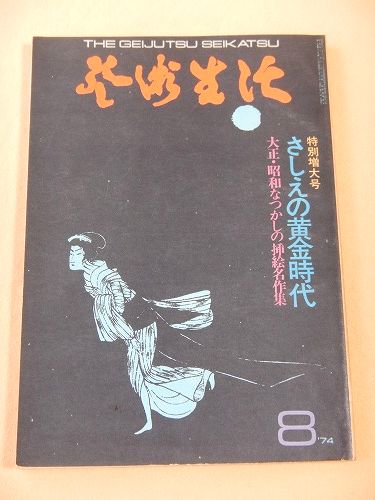 THE GEIJUTSU SEIKATSU
芸術生活
特別増大号
さしえの黄金時代
大正・昭和なつかしの挿絵名作集
8
'74